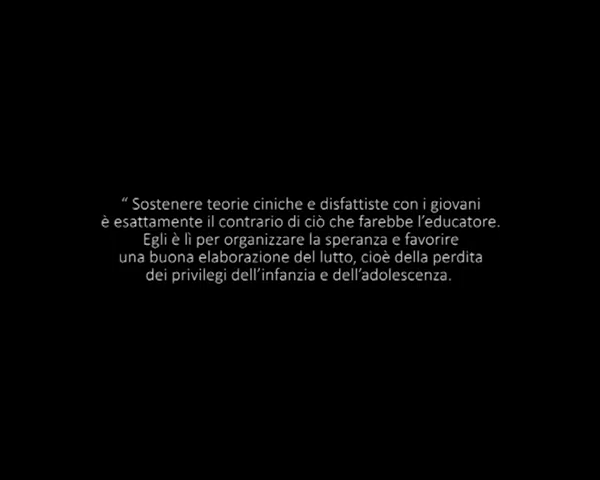 “ Sostenere teorie ciniche e disfattiste con i giovani
è esattamente il contrario di ciò che farebbe l’educatore.
Egli è lì per organizzare la speranza e favorire
una buona elaborazione del lutto, cioè della perdita
dei privilegi dell’infanzia e dell’adolescenza.